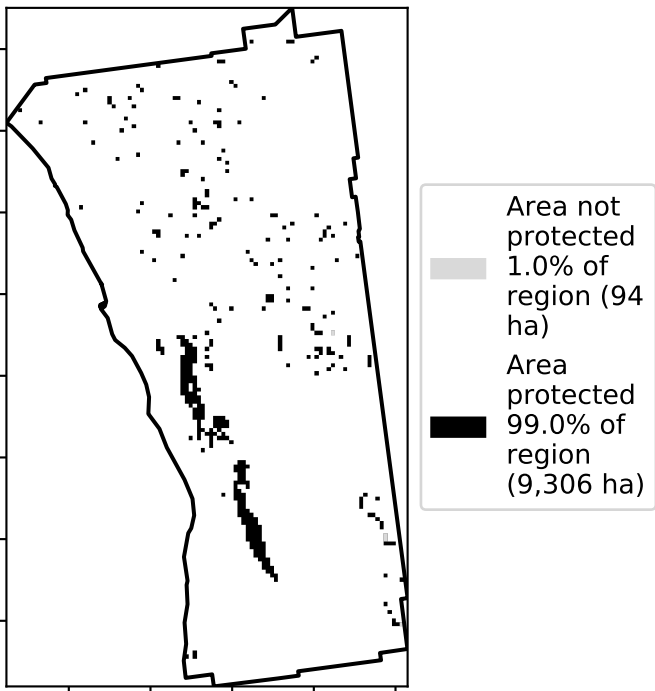 Area not
protected
1.0% of
region (94
ha)
Area
protected
99.0% of
region
(9,306 ha)